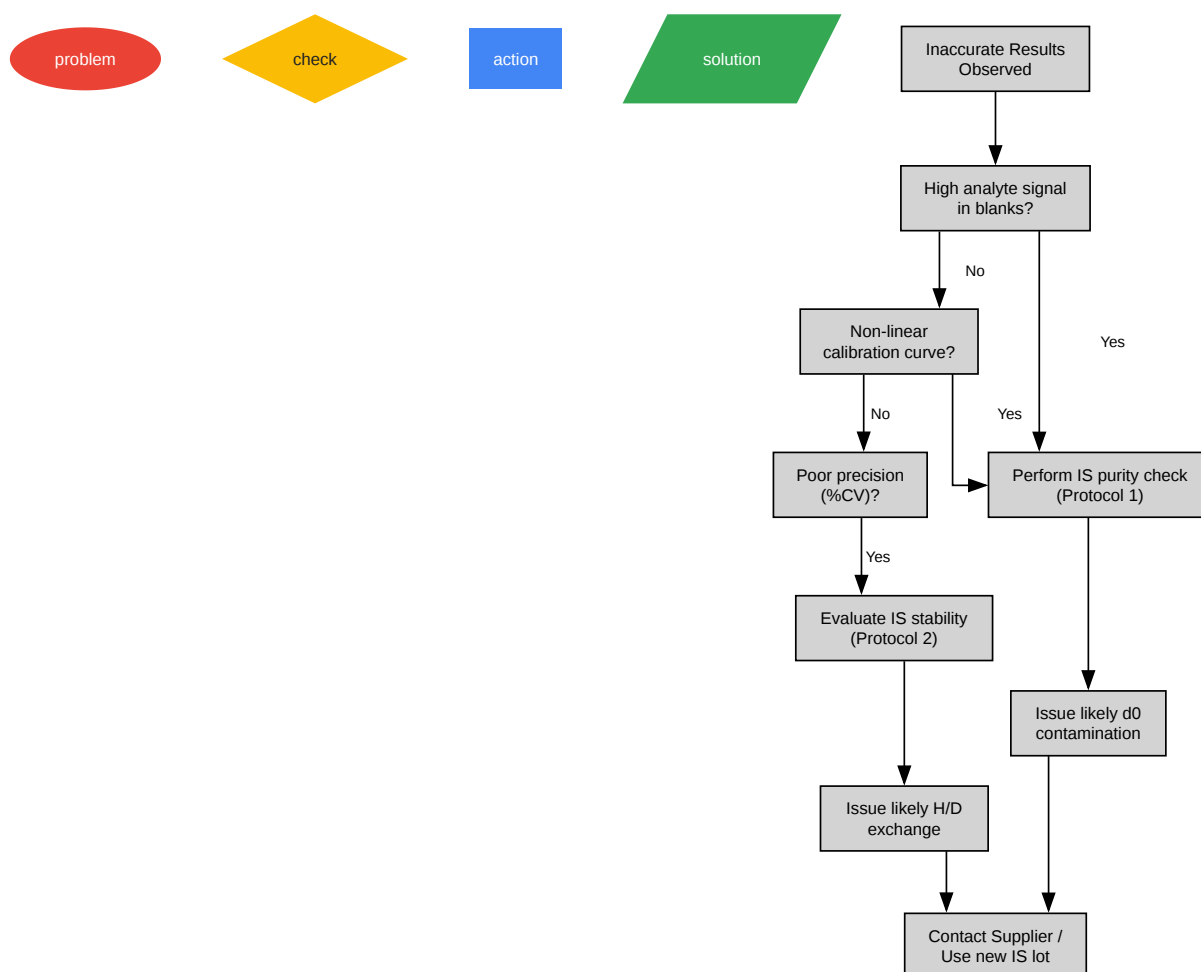 problem
check
action
solution
Inaccurate Results
Observed
High analyte signal
in blanks?
No
Yes
Non-linear
calibration curve?
No
Yes
Poor precision
(%CV)?
Perform IS purity check
(Protocol 1)
Yes
Evaluate IS stability
(Protocol 2)
Issue likely d0
contamination
Issue likely H/D
exchange
Contact Supplier /
Use new IS lot